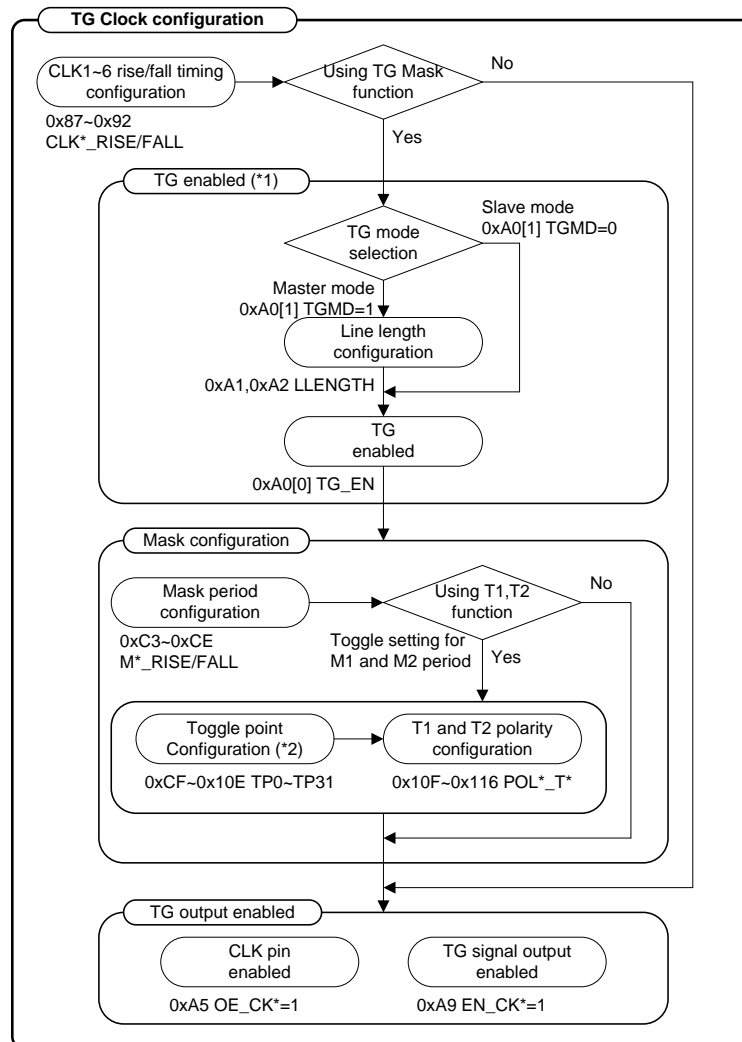 TG Clock configuration
CLK1~6 rise/fall timing
configuration
0x87~0x92
CLK*_RISE/FALL
Using TG Mask
function
No
Yes
TG enabled (*1)
TG mode
selection
Slave mode
0xA0[1] TGMD=0
Master mode
0xA0[1] TGMD=1
Line length
configuration
0xA1,0xA2 LLENGTH
TG
enabled
0xA0[0] TG_EN
Mask configuration
Mask period
configuration
0xC3~0xCE
M*_RISE/FALL
Using T1,T2
function
No
Toggle setting for
M1 and M2 period
Yes
Toggle point
Configuration (*2)
0xCF~0x10E TP0~TP31
T1 and T2 polarity
configuration
0x10F~0x116 POL*_T*
TG output enabled
CLK pin
enabled
0xA5 OE_CK*=1
TG signal output
enabled
0xA9 EN_CK*=1